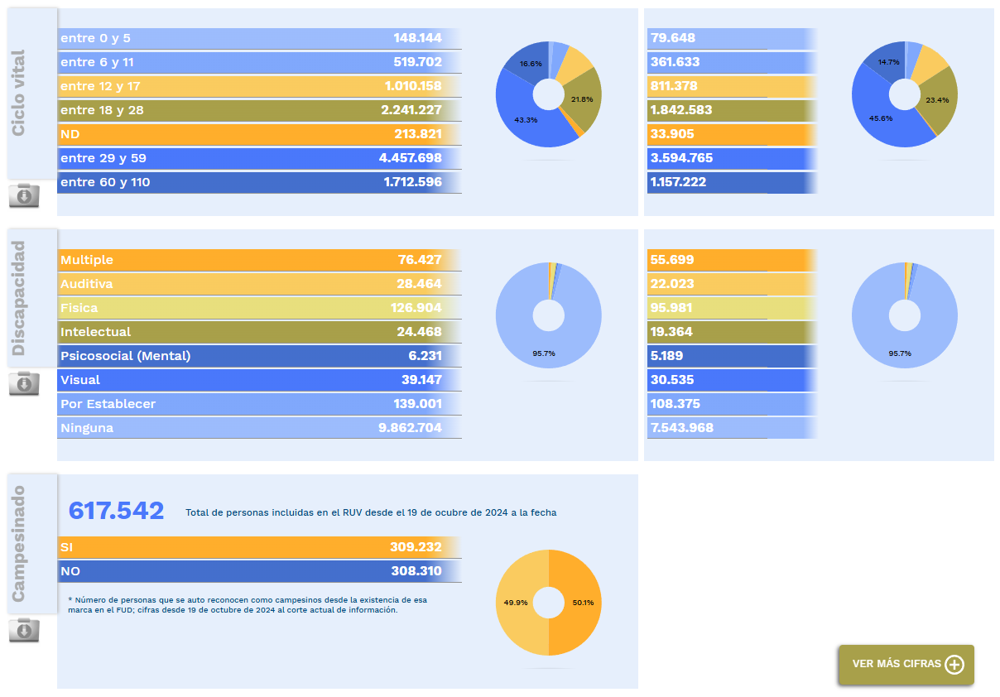 Ciclo vital
entre 0 y 5 148.144
entre 6 y 11 519.702
entre 12 y 17 1.010.158
entre 18 y 28 2.241.227
ND 213.821
entre 29 y 59 4.457.698
entre 60 y 110 1.712.596
16.6%
21.8%
43.3%
79.648
361.633
811.378
1.842.583
33.905
3.594.765
1.157.222
14.7%
23.4%
45.6%
Discapacidad
Multiple 76.427
Auditiva 28.464
Fisica 126.904
Intelectual 24.468
Psicosocial (Mental) 6.231
Visual 39.147
Por Establecer 139.001
Ninguna 9.862.704
95.7%
55.699
22.023
95.981
19.364
5.189
30.535
108.375
7.543.968
95.7%
Campesinado
617.542 Total de personas incluidas en el RUV desde el 19 de ocubre de 2024 a la fecha
SI 309.232
NO 308.310
* Número de personas que se auto reconocen como campesinos desde la existencia de esa
marca en el FUD; cifras desde 19 de octubre de 2024 al corte actual de información.
49.9%
50.1%
VER MÁS CIFRAS